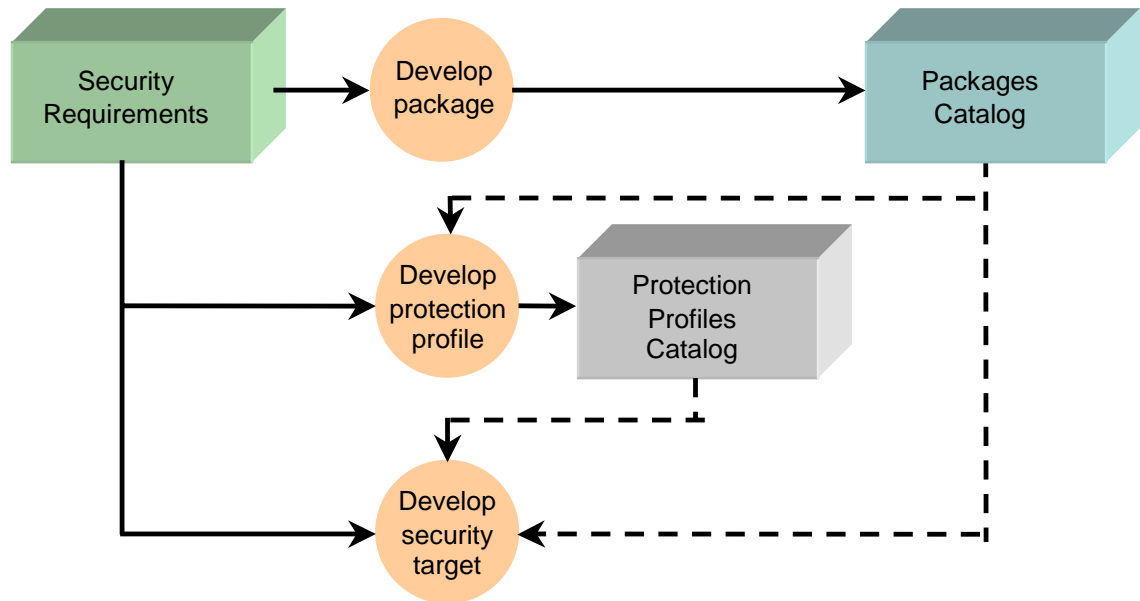 Security
Requirements
Develop
package
Packages
Catalog
Develop
protection
profile
Protection
Profiles
Catalog
Develop
security
target